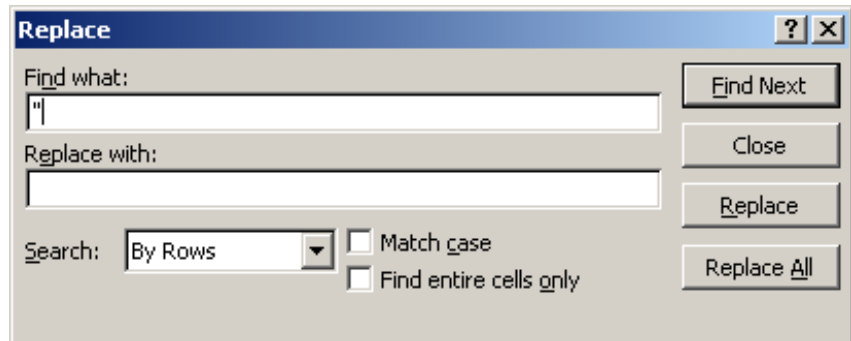 Replace
Find what:
"
Replace with:
Search: By Rows
Match case
Find entire cells only
Find Next
Close
Replace
Replace All